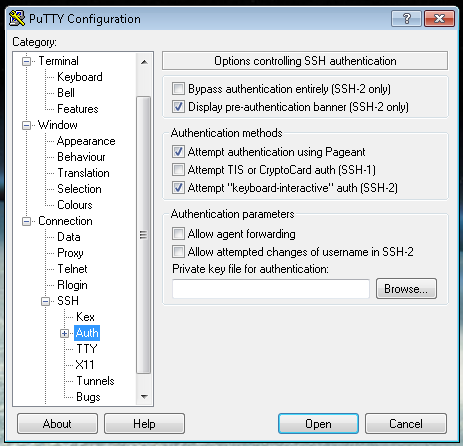 PuTTY Configuration
Category:
Terminal
Keyboard
Bell
Features
Window
Appearance
Behaviour
Translation
Selection
Colours
Connection
Data
Proxy
Telnet
Rlogin
SSH
Kex
Auth
TTY
X11
Tunnels
Bugs
Options controlling SSH authentication
Bypass authentication entirely (SSH-2 only)
Display pre-authentication banner (SSH-2 only)
Authentication methods
Attempt authentication using Pageant
Attempt TIS or CryptoCard auth (SSH-1)
Attempt "keyboard-interactive" auth (SSH-2)
Authentication parameters
Allow agent forwarding
Allow attempted changes of username in SSH-2
Private key file for authentication:
Browse...
About
Help
Open
Cancel